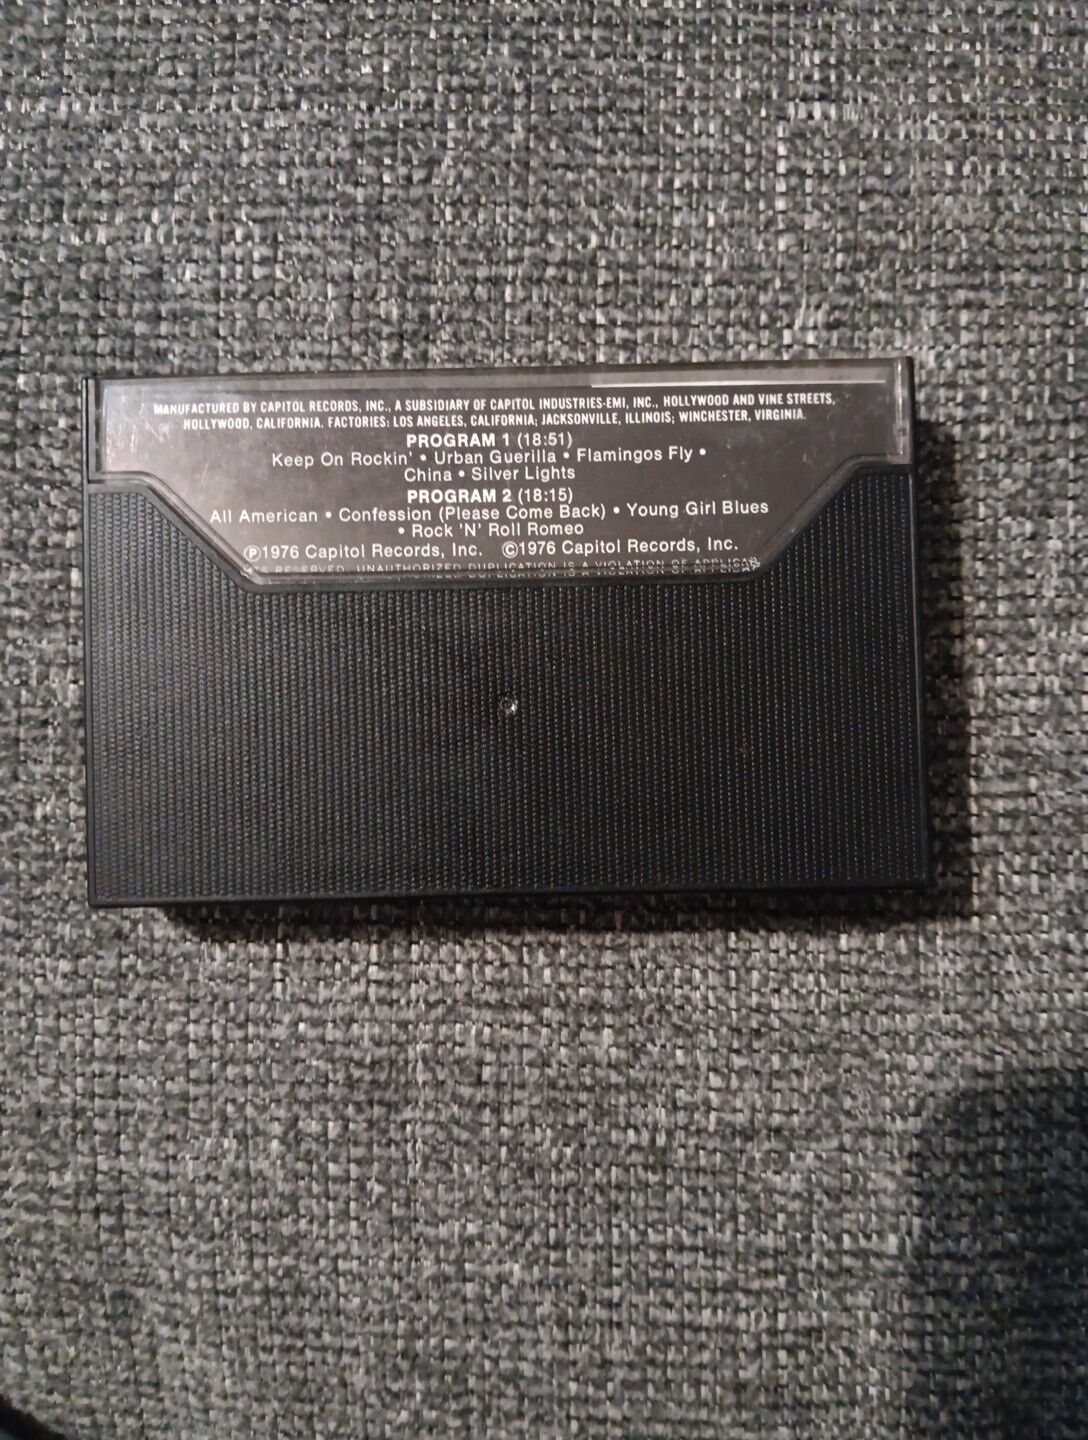 MANUFACTURED BY CAPITOL RECORDS, INC., A SUBSIDIARY OF CAPITOL INDUSTRIES-EMI, INC., HOLLYWOOD AND VINE STREETS,
HOLLYWOOD, CALIFORNIA. FACTORIES: LOS ANGELES, CALIFORNIA; JACKSONVILLE, ILLINOIS; WINCHESTER, VIRGINIA.
PROGRAM 1 (18:51)
Keep On Rockin' • Urban Guerilla • Flamingos Fly •
China • Silver Lights
PROGRAM 2 (18:15)
All American • Confession (Please Come Back) • Young Girl Blues
• Rock 'N' Roll Romeo
℗1976 Capitol Records, Inc. ©1976 Capitol Records, Inc.
RESERVED. UNAUTHORIZED DUPLICATION IS A VIOLATION OF